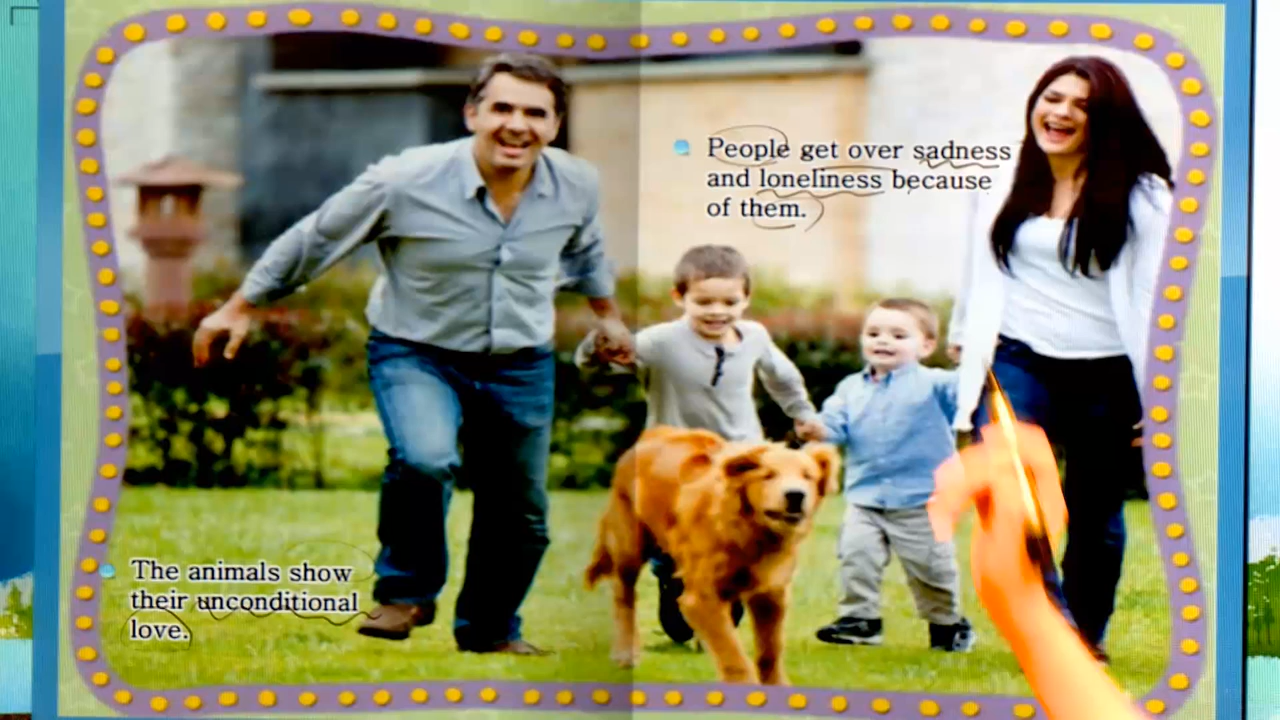 The animals show
their unconditional
love.
People get over sadness
and loneliness because
of them.